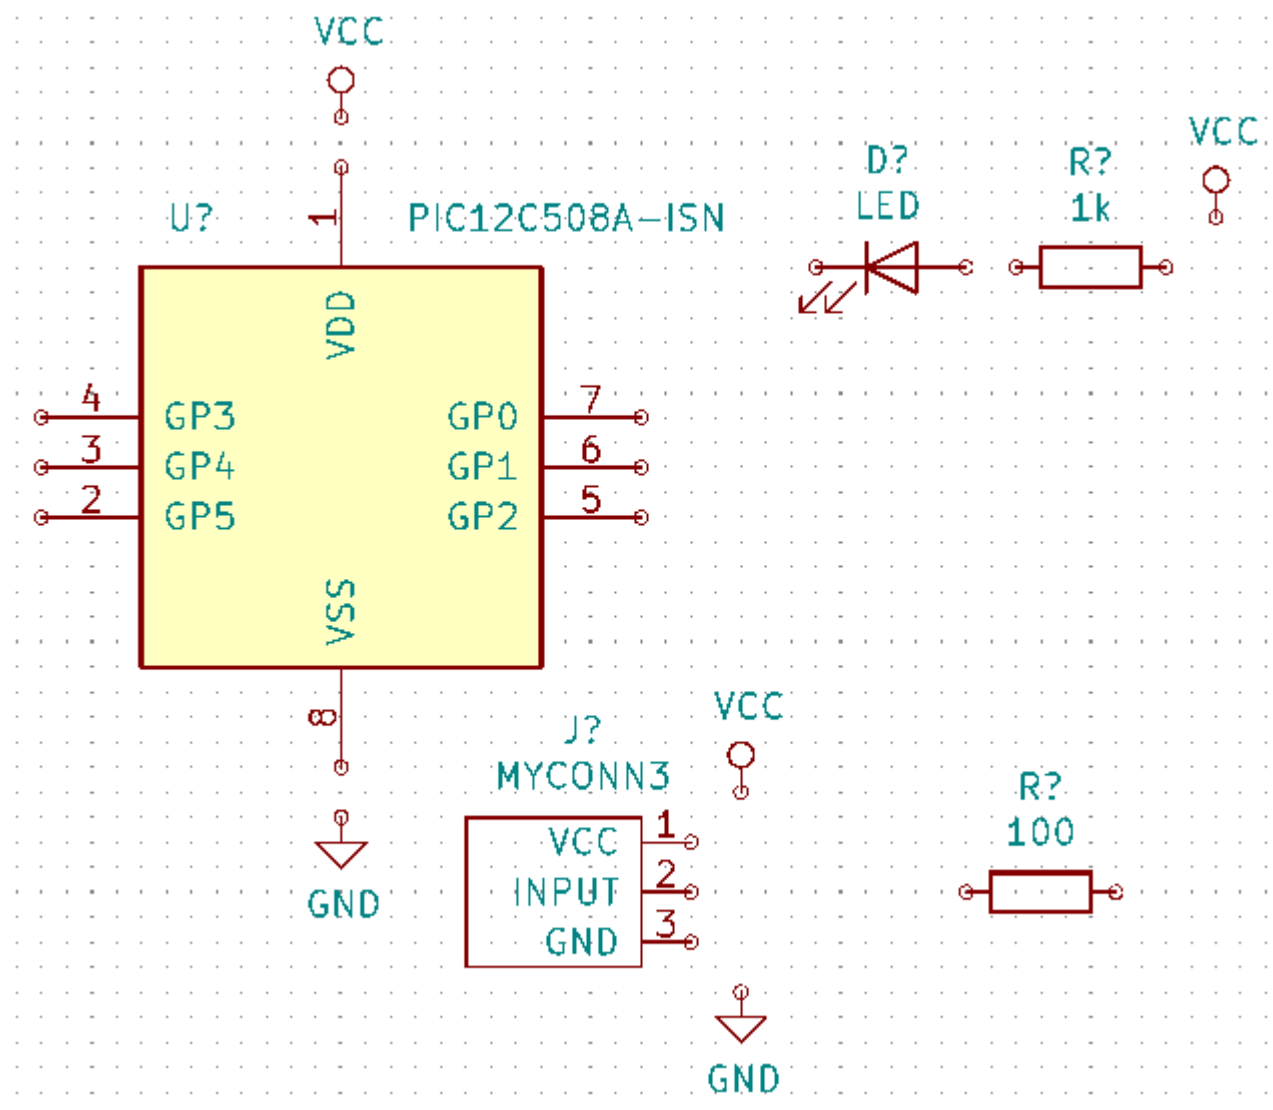 VCC
VCC
D?
LED
R?
1k
U?
1
PIC12C508A-ISN
VDD
4
GP3
GP0
7
3
GP4
GP1
6
2
GP5
GP2
5
VSS
8
GND
J?
MYCONN3
VCC
VCC
1
INPUT
2
GND
3
R?
100
GND